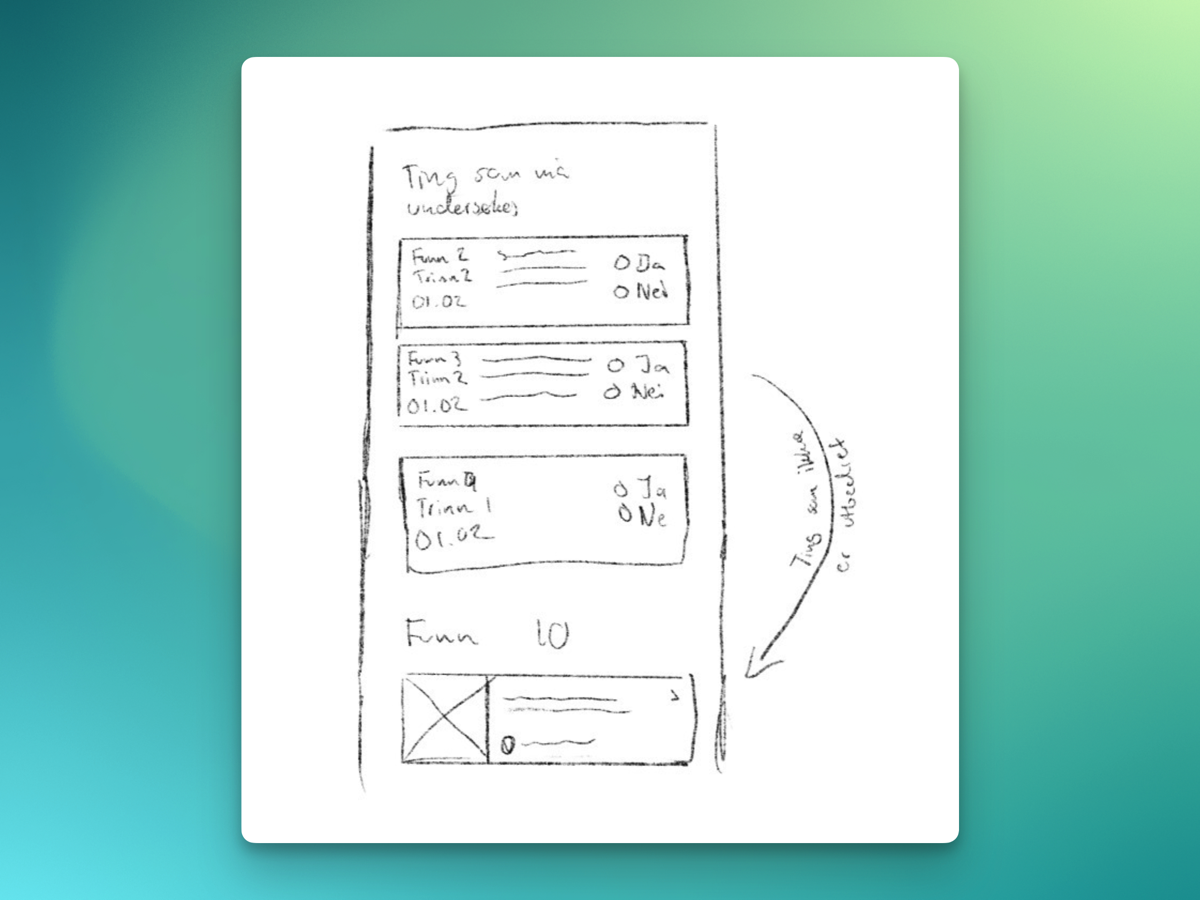 Ting som må
undersøkes
Funn 2
Trinn 2
01.02
Ja
Nei
Funn 3
Trinn 2
01.02
Ja
Nei
Funn
Trinn 1
01.02
Ja
Ne
Funn 10
Ting som ikke
er utbedret